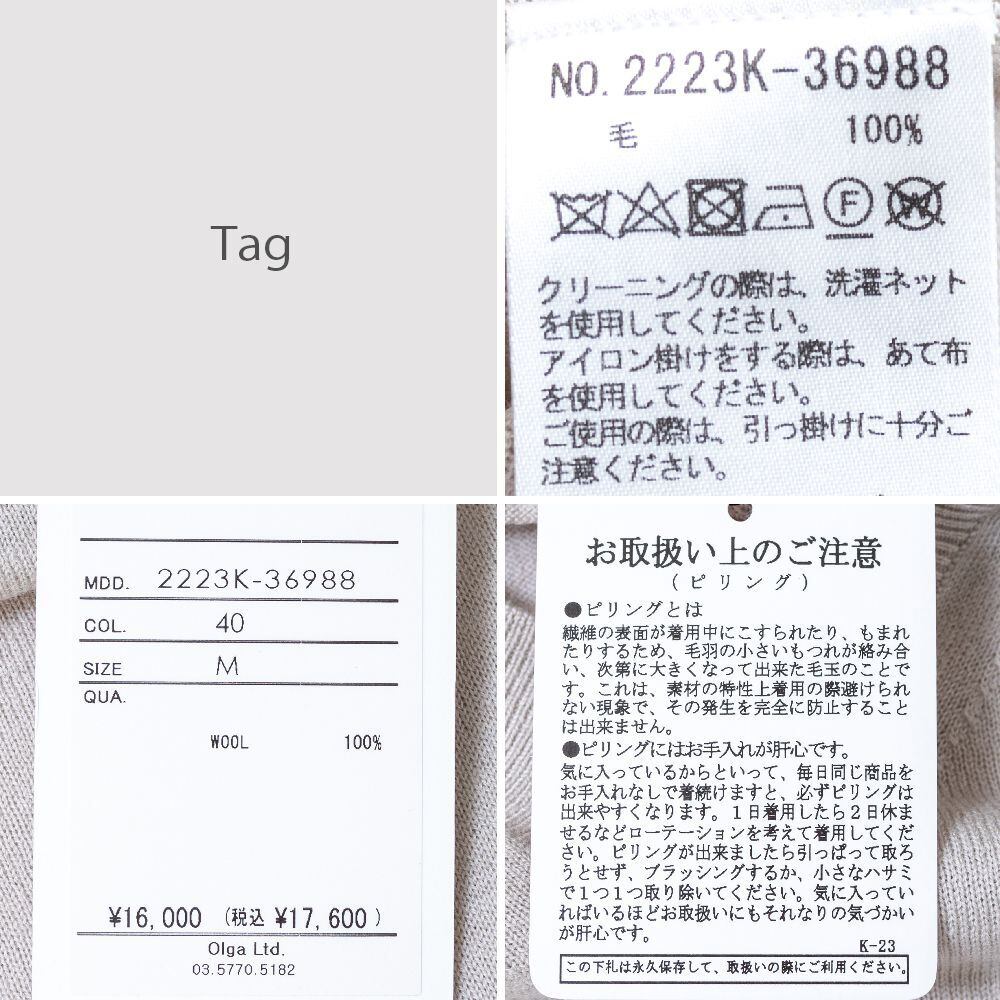 Tag
NO. 2223K-36988
毛 100%
F
W
クリーニングの際は、洗濯ネット
を使用してください。
アイロン掛けをする際は、あて布
を使用してください。
ご使用の際は、引っ掛けに十分ご
注意ください。
MDD. 2223K-36988
COL. 40
SIZE M
QUA.
WOOL 100%
¥16,000 (税込 ¥17,600 )
Olga Ltd.
03.5770.5182
お取扱い上のご注意
(ピリング)
●ピリングとは
繊維の表面が着用中にこすられたり、もまれ
たりするため、毛羽の小さいもつれが絡み合
い、次第に大きくなって出来た毛玉のことで
す。これは、素材の特性上着用の際避けられ
ない現象で、その発生を完全に防止すること
は出来ません。
●ピリングにはお手入れが肝心です。
気に入っているからといって、毎日同じ商品を
お手入れなしで着続けますと、必ずピリングは
出来やすくなります。1日着用したら2日休ま
せるなどローテーションを考えて着用してくだ
さい。ピリングが出来ましたら引っぱって取ろ
うとせず、ブラッシングするか、小さなハサミ
で1つ1つ取り除いてください。気に入ってい
ればいるほどお取扱いにもそれなりの気づかい
が肝心です。
K-23
この下札は永久保存して、取扱いの際にご利用ください。